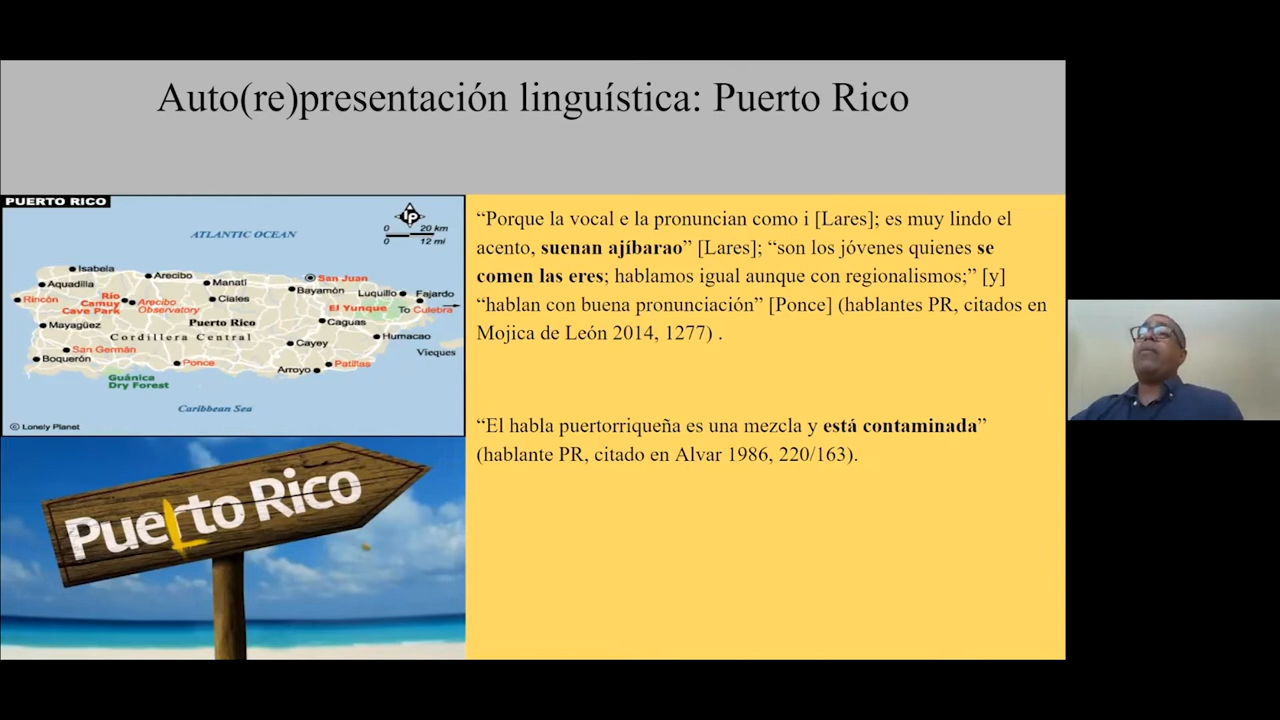 Auto(re)presentación linguística: Puerto Rico
PUERTO RICO
lp
0 20 km
0 12 mi
ATLANTIC OCEAN
Isabela
Aquadilla
Arecibo
Manatí
San Juan
Bayamón
Luquillo
Fajardo
Rincón
Río
Camuy
Cave Park
Arecibo
Observatory
Ciales
El Yunque
To Culebra
Mayagüez
Puerto Rico
Caguas
Cordillera Central
Humacao
San Germán
Cayey
Vieques
Boquerón
Ponce
Arroyo
Patillas
Guánica
Dry Forest
Caribbean Sea
© Lonely Planet
PueLto Rico
“Porque la vocal e la pronuncian como i [Lares]; es muy lindo el
acento, suenan ajíbarao” [Lares]; “son los jóvenes quienes se
comen las eres; hablamos igual aunque con regionalismos;” [y]
“hablan con buena pronunciación” [Ponce] (hablantes PR, citados en
Mojica de León 2014, 1277) .
“El habla puertorriqueña es una mezcla y está contaminada”
(hablante PR, citado en Alvar 1986, 220/163).